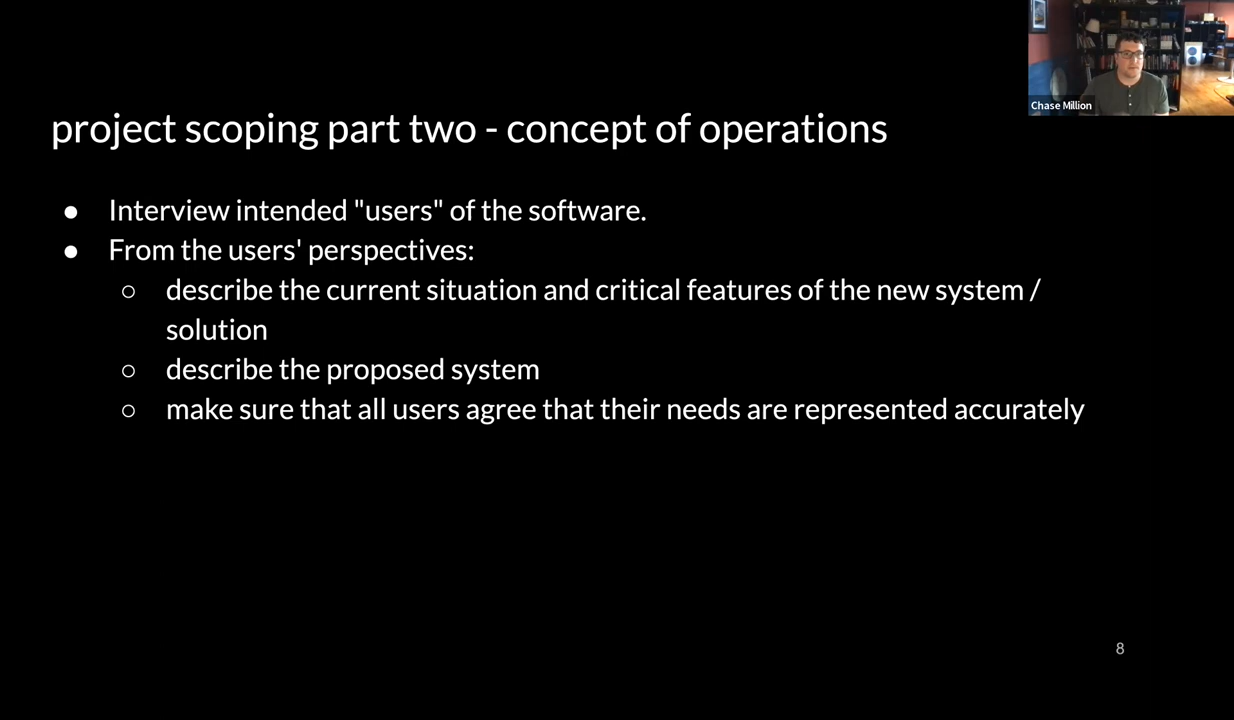 Chase Million
project scoping part two - concept of operations
● Interview intended "users" of the software.
● From the users' perspectives:
○ describe the current situation and critical features of the new system /
solution
○ describe the proposed system
○ make sure that all users agree that their needs are represented accurately
8